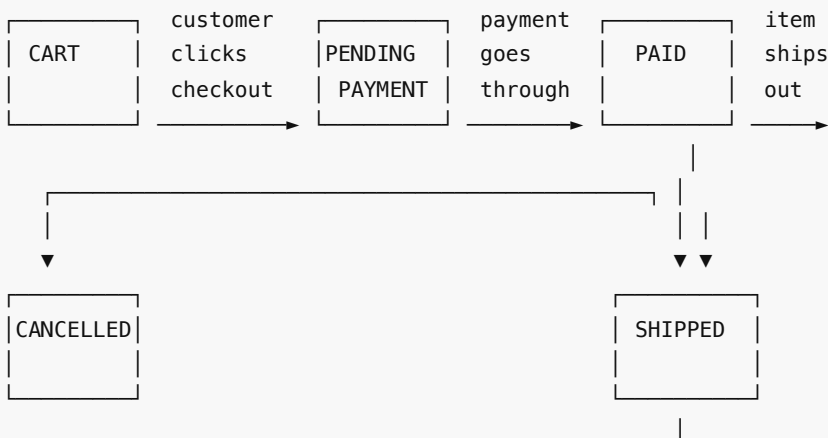 customer payment item
CART clicks PENDING goes PAID ships
checkout PAYMENT through out
CANCELLED SHIPPED